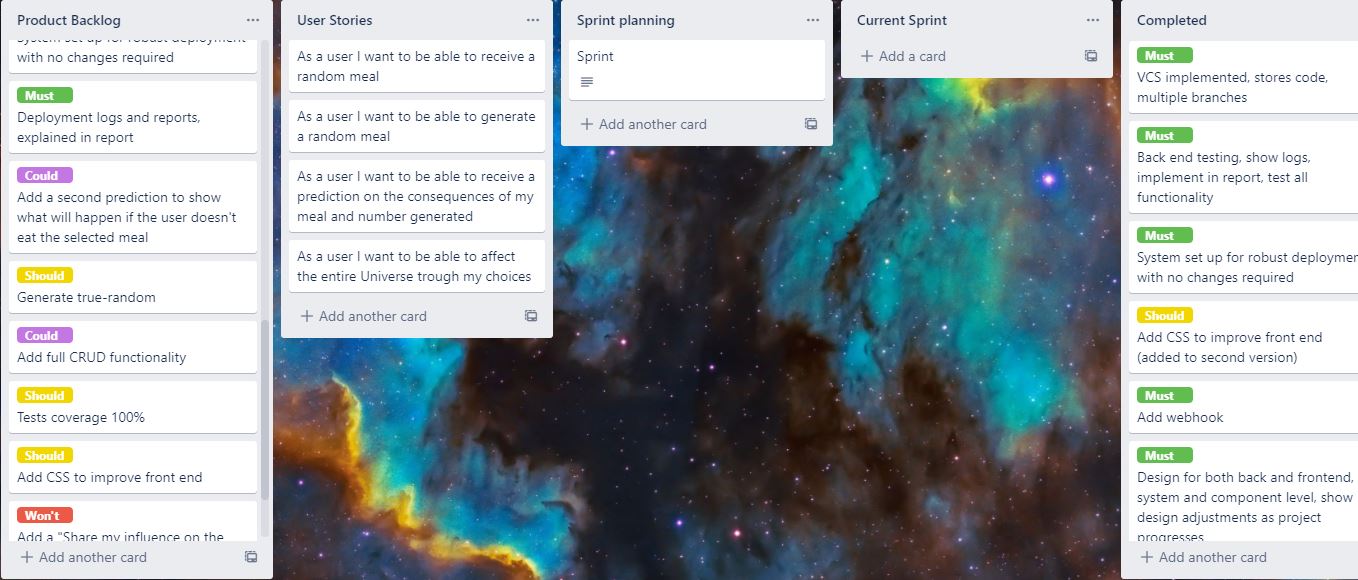 Product Backlog
System set up for robust deployment
with no changes required
Must
Deployment logs and reports,
explained in report
Could
Add a second prediction to show
what will happen if the user doesn't
eat the selected meal
Should
Generate true-random
Could
Add full CRUD functionality
Should
Tests coverage 100%
Should
Add CSS to improve front end
Won't
Add a "Share my influence on the
+ Add another card
User Stories
As a user I want to be able to receive a
random meal
As a user I want to be able to generate
a random meal
As a user I want to be able to receive a
prediction on the consequences of my
meal and number generated
As a user I want to be able to affect
the entire Universe trough my choices
+ Add another card
Sprint planning
Sprint
+ Add another card
Current Sprint
+ Add a card
Completed
Must
VCS implemented, stores code,
multiple branches
Must
Back end testing, show logs,
implement in report, test all
functionality
Must
System set up for robust deploymer
with no changes required
Should
Add CSS to improve front end
(added to second version)
Must
Add webhook
Must
Design for both back and frontend,
system and component level, show
design adjustments as project
progresses
+ Add another card